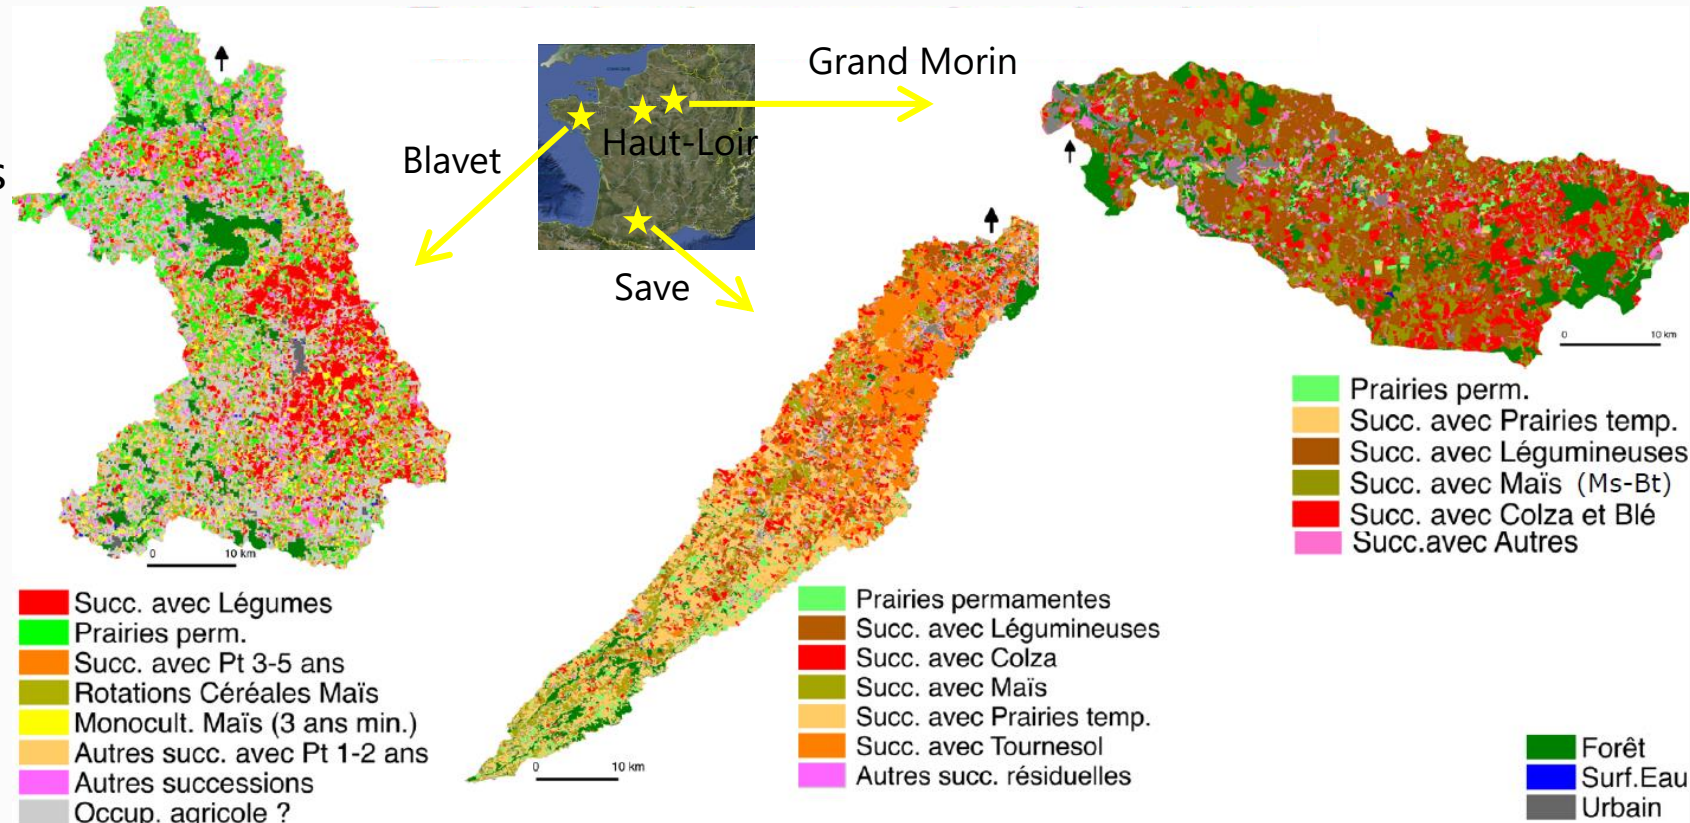 Grand Morin
Haut-Loir
Blavet
s
Save
0 10 km
Prairies perm.
Succ. avec Prairies temp.
Succ. avec Légumineuses
Succ. avec Maïs (Ms-Bt)
Succ. avec Colza et Blé
Succ.avec Autres
0 10 km
Succ. avec Légumes
Prairies perm.
Succ. avec Pt 3-5 ans
Rotations Céréales Maïs
Monocult. Maïs (3 ans min.)
Autres succ. avec Pt 1-2 ans
Autres successions
Occup. agricole ?
Prairies permamentes
Succ. avec Légumineuses
Succ. avec Colza
Succ. avec Maïs
Succ. avec Prairies temp.
Succ. avec Tournesol
Autres succ. résiduelles
0 10 km
Forêt
Surf.Eau
Urbain